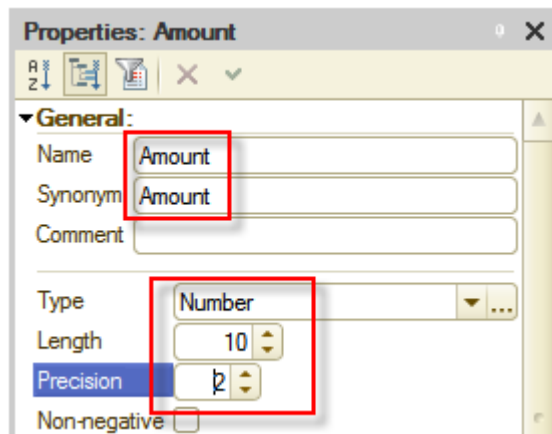 Properties: Amount
General:
Name Amount
Synonym Amount
Comment
Type Number ...
Length 10
Precision 2
Non-negative